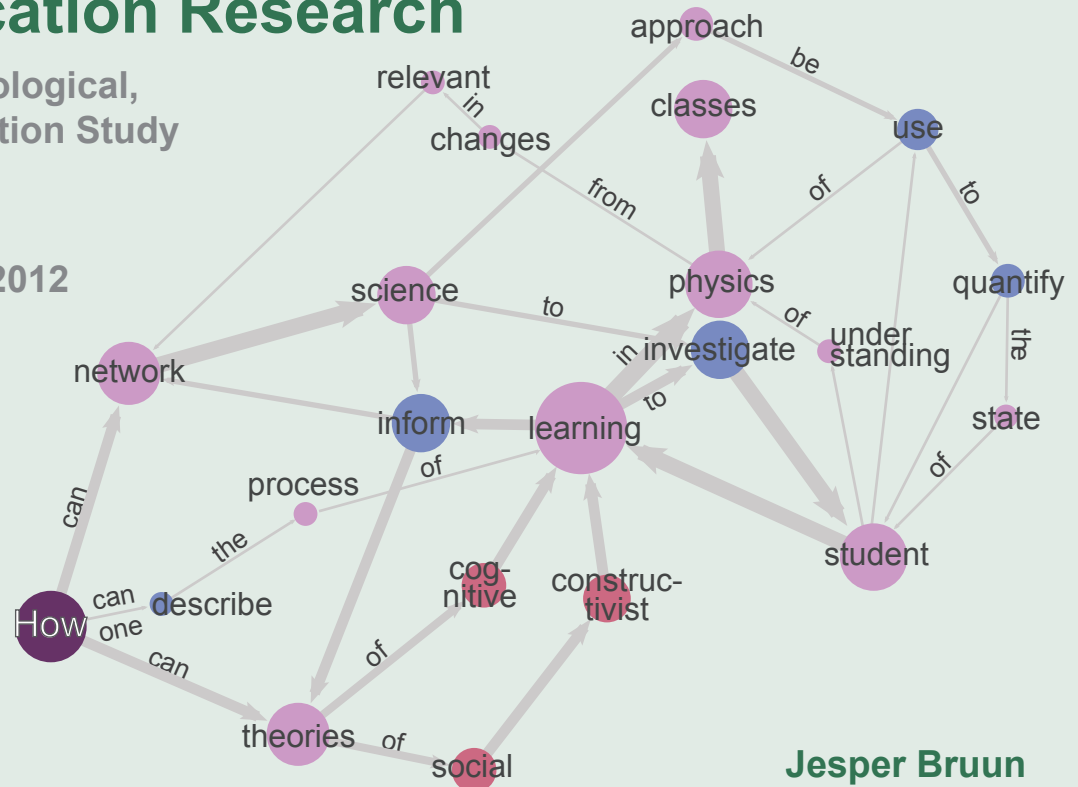 cation Research
ological,
tion Study
2012
approach
be
relevant
in
classes
changes
use
from
of
to
science
physics
quantify
to
of
under
standing
the
network
in
investigate
to
inform
learning
state
of
of
process
can
the
student
cog-
nitive
construc-
tivist
can
describe
How
one
can
of
theories
of
social
Jesper Bruun